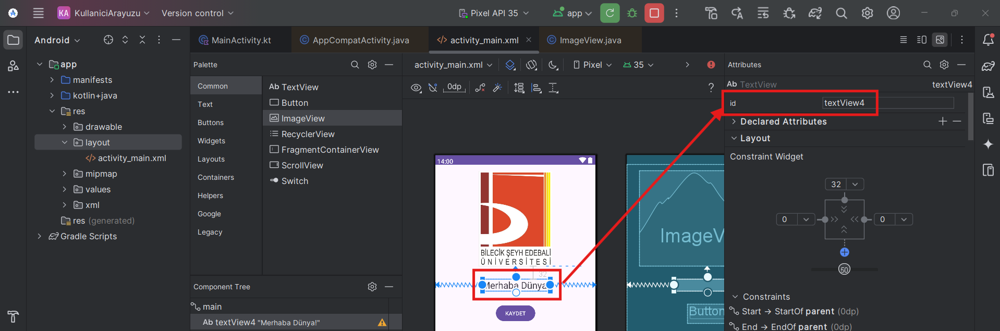 KA KullaniciArayuzu Version control Pixel API 35 app
Android
MainActivity.kt AppCompatActivity.java activity_main.xml ImageView.java
app
manifests
kotlin+java
res
drawable
layout
activity_main.xml
mipmap
values
xml
res (generated)
Gradle Scripts
Palette
Common
Text
Buttons
Widgets
Layouts
Containers
Helpers
Google
Legacy
Ab TextView
Button
ImageView
RecyclerView
FragmentContainerView
ScrollView
Switch
Component Tree
main
Ab textView4 "Merhaba Dünya!"
activity_main.xml Pixel 35
0dp ?
14:00
BİLECİK ŞEYH EDEBALİ
ÜNİVERSİTESİ
32
Merhaba Dünya
KAYDET
ImageV
Button
Attributes
Ab TextView textView4
id textView4
Declared Attributes
Layout
Constraint Widget
32
0 0
50
Constraints
Start → StartOf parent (0dp)
End → EndOf parent (0dp)